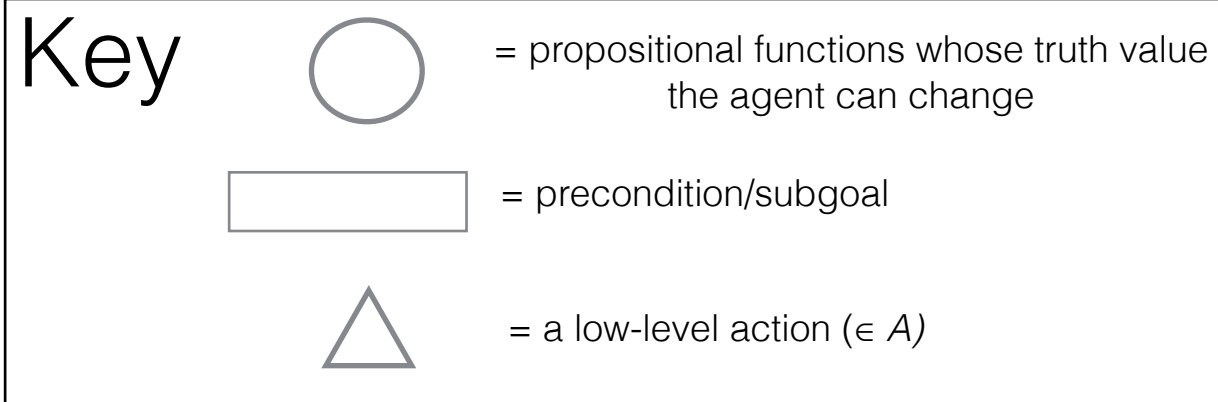 Key
= propositional functions whose truth value
the agent can change
= precondition/subgoal
= a low-level action (∈ A)